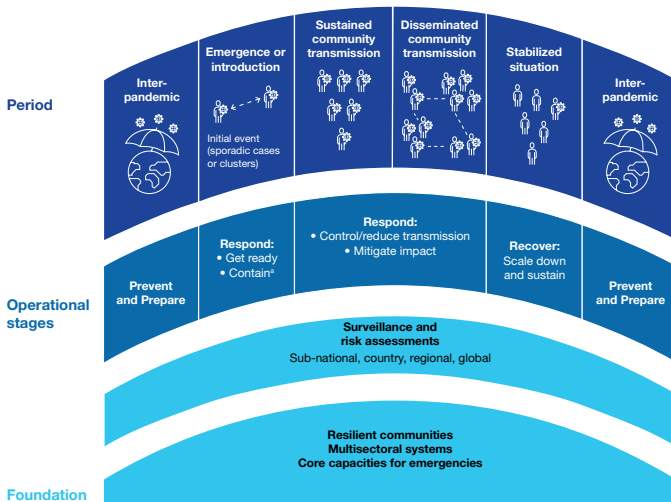 Period
Inter-
pandemic
Emergence or
introduction
Initial event
(sporadic cases
or clusters)
Sustained
community
transmission
Disseminated
community
transmission
Stabilized
situation
Inter-
pandemic
Operational
stages
Prevent
and Prepare
Respond:
• Get ready
• Containᵃ
Respond:
• Control/reduce transmission
• Mitigate impact
Recover:
Scale down
and sustain
Prevent
and Prepare
Surveillance and
risk assessments
Sub-national, country, regional, global
Foundation
Resilient communities
Multisectoral systems
Core capacities for emergencies